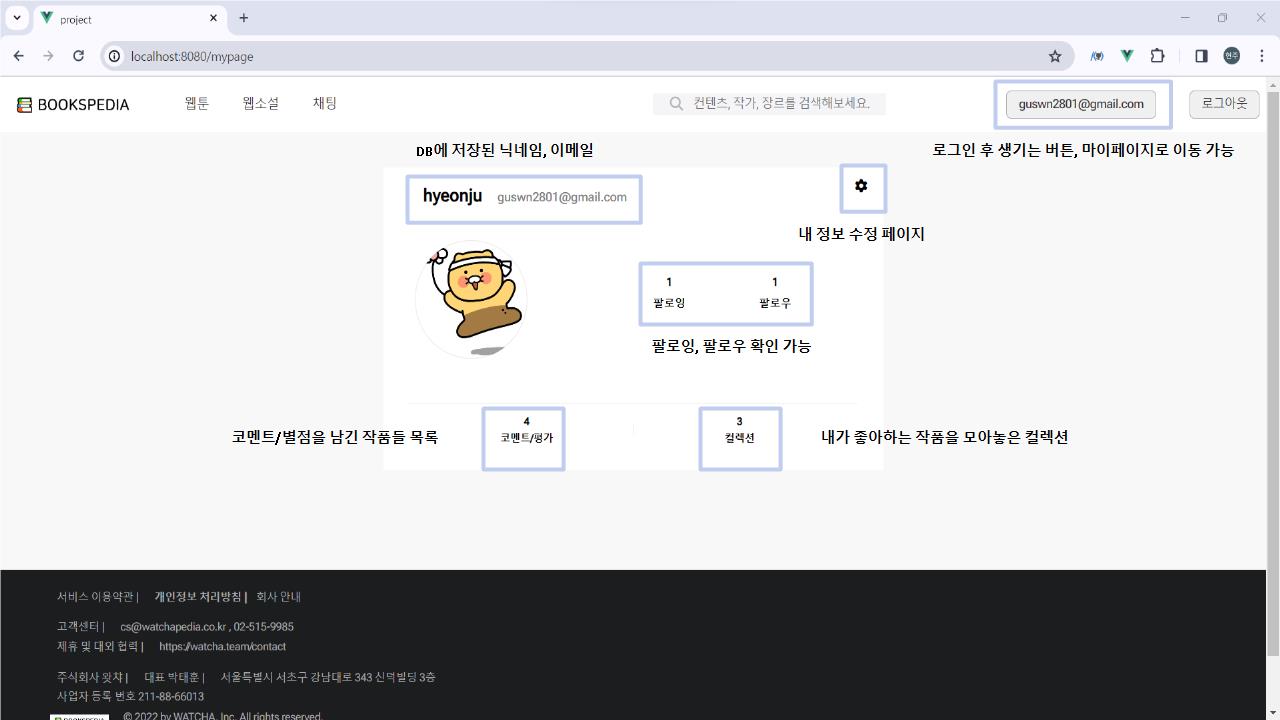 project
localhost:8080/mypage
현주
BOOKSPEDIA 웹툰 웹소설 채팅 컨텐츠, 작가, 장르를 검색해보세요. guswn2801@gmail.com 로그아웃
DB에 저장된 닉네임, 이메일
로그인 후 생기는 버튼, 마이페이지로 이동 가능
hyeonju guswn2801@gmail.com
내 정보 수정 페이지
1 1
팔로잉 팔로우
팔로잉, 팔로우 확인 가능
4 3
코멘트/별점을 남긴 작품들 목록 코멘트/평가 컬렉션 내가 좋아하는 작품을 모아놓은 컬렉션
서비스 이용약관 | 개인정보 처리방침 | 회사 안내
고객센터 | cs@watchapedia.co.kr , 02-515-9985
제휴 및 대외 협력 | https://watcha.team/contact
주식회사 왓챠 | 대표 박태훈 | 서울특별시 서초구 강남대로 343 신덕빌딩 3층
사업자 등록 번호 211-88-66013
BOOKSPEDIA © 2022 by WATCHA, Inc. All rights reserved.